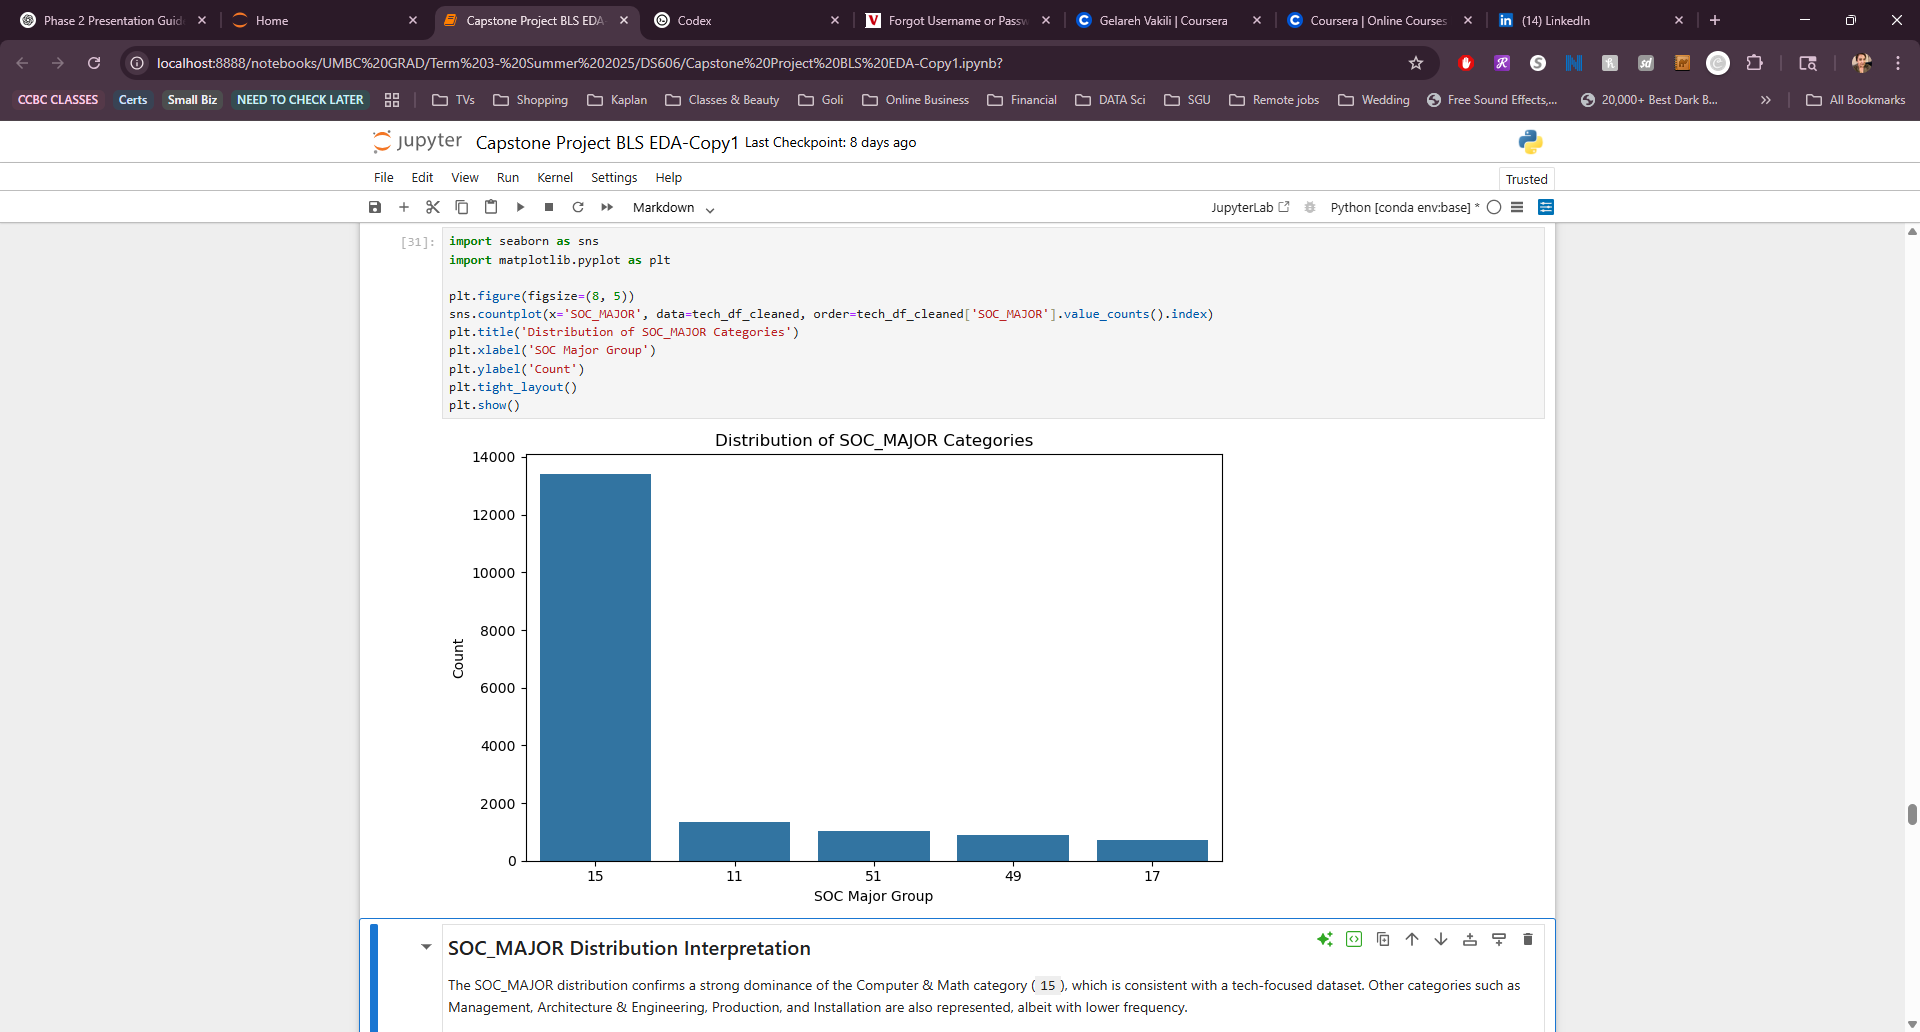 Phase 2 Presentation Guid
Home
Capstone Project BLS EDA-
Codex
Forgot Username or Passw
Gelareh Vakili | Coursera
Coursera | Online Courses
(14) LinkedIn
localhost:8888/notebooks/UMBC%20GRAD/Term%203-%20Summer%202025/DS606/Capstone%20Project%20BLS%20EDA-Copy1.ipynb?
CCBC CLASSES
Certs
Small Biz
NEED TO CHECK LATER
TVs
Shopping
Kaplan
Classes & Beauty
Goli
Online Business
Financial
DATA Sci
SGU
Remote jobs
Wedding
Free Sound Effects,...
20,000+ Best Dark B...
All Bookmarks
jupyter
Capstone Project BLS EDA-Copy1 Last Checkpoint: 8 days ago
File Edit View Run Kernel Settings Help
Trusted
Markdown
JupyterLab
Python [conda env:base] *
[31]:
import seaborn as sns
import matplotlib.pyplot as plt
plt.figure(figsize=(8, 5))
sns.countplot(x='SOC_MAJOR', data=tech_df_cleaned, order=tech_df_cleaned['SOC_MAJOR'].value_counts().index)
plt.title('Distribution of SOC_MAJOR Categories')
plt.xlabel('SOC Major Group')
plt.ylabel('Count')
plt.tight_layout()
plt.show()
Distribution of SOC_MAJOR Categories
14000
12000
10000
8000
6000
4000
2000
0
Count
15 11 51 49 17
SOC Major Group
SOC_MAJOR Distribution Interpretation
The SOC_MAJOR distribution confirms a strong dominance of the Computer & Math category ( 15 ), which is consistent with a tech-focused dataset. Other categories such as
Management, Architecture & Engineering, Production, and Installation are also represented, albeit with lower frequency.